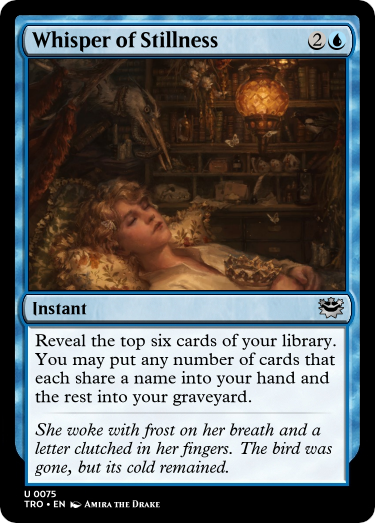 Whisper of Stillness 2
Instant
Reveal the top six cards of your library.
You may put any number of cards that
each share a name into your hand and
the rest into your graveyard.
She woke with frost on her breath and a
letter clutched in her fingers. The bird was
gone, but its cold remained.
U 0075
TRO • EN Amira the Drake